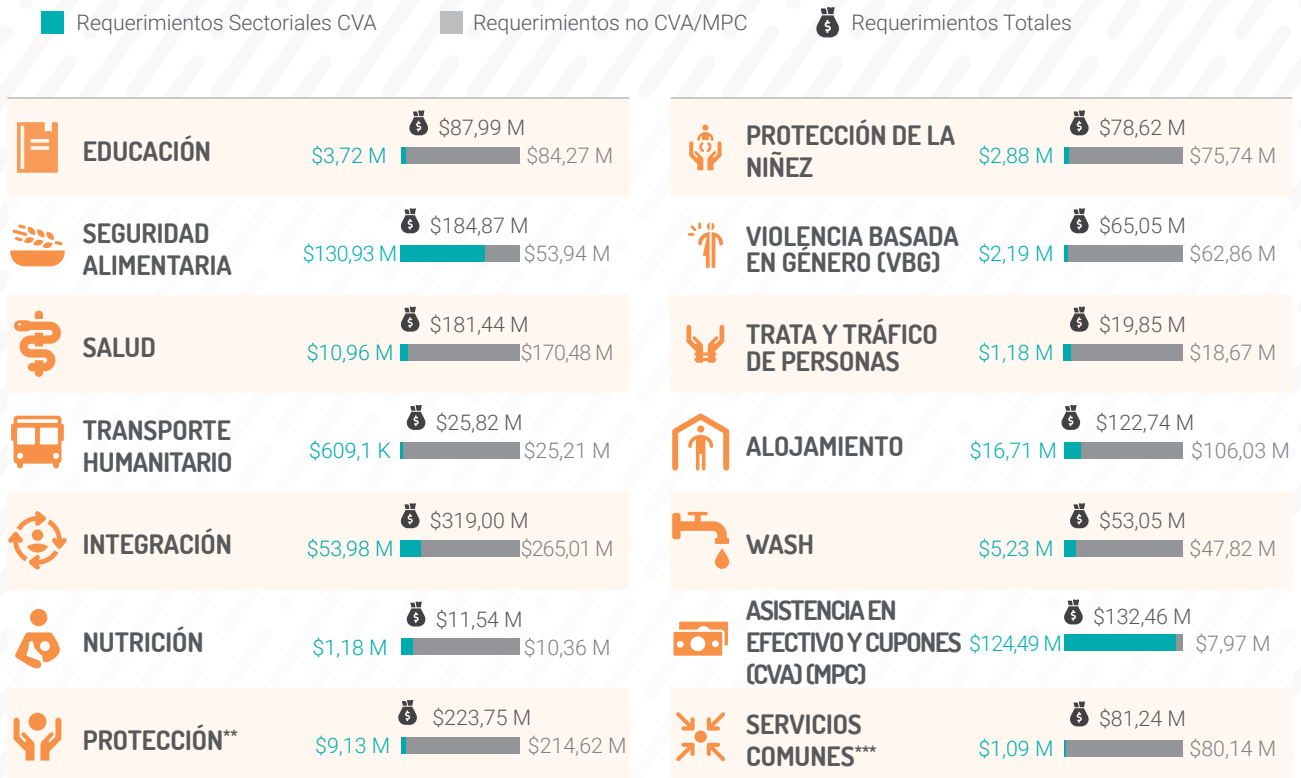 Requerimientos Sectoriales CVA
Requerimientos no CVA/MPC
Requerimientos Totales
EDUCACIÓN
$87,99 M
$3,72 M
$84,27 M
SEGURIDAD
ALIMENTARIA
$184,87 M
$130,93 M
$53,94 M
SALUD
$181,44 M
$10,96 M
$170,48 M
TRANSPORTE
HUMANITARIO
$25,82 M
$609,1 K
$25,21 M
INTEGRACIÓN
$319,00 M
$53,98 M
$265,01 M
NUTRICIÓN
$11,54 M
$1,18 M
$10,36 M
PROTECCIÓN**
$223,75 M
$9,13 M
$214,62 M
PROTECCIÓN DE LA
NIÑEZ
$78,62 M
$2,88 M
$75,74 M
VIOLENCIA BASADA
EN GÉNERO (VBG)
$65,05 M
$2,19 M
$62,86 M
TRATA Y TRÁFICO
DE PERSONAS
$19,85 M
$1,18 M
$18,67 M
ALOJAMIENTO
$122,74 M
$16,71 M
$106,03 M
WASH
$53,05 M
$5,23 M
$47,82 M
ASISTENCIA EN
EFECTIVO Y CUPONES
(CVA) (MPC)
$132,46 M
$124,49 M
$7,97 M
SERVICIOS
COMUNES***
$81,24 M
$1,09 M
$80,14 M